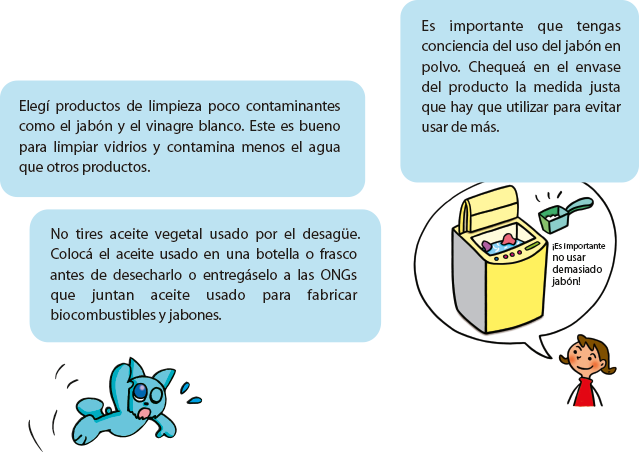 Es importante que tengas
conciencia del uso del jabón en
polvo. Chequeá en el envase
del producto la medida justa
que hay que utilizar para evitar
usar de más.
Elegí productos de limpieza poco contaminantes
como el jabón y el vinagre blanco. Este es bueno
para limpiar vidrios y contamina menos el agua
que otros productos.
No tires aceite vegetal usado por el desagüe.
Colocá el aceite usado en una botella o frasco
antes de desecharlo o entregáselo a las ONGs
que juntan aceite usado para fabricar
biocombustibles y jabones.
¡Es importante
no usar
demasiado
jabón!